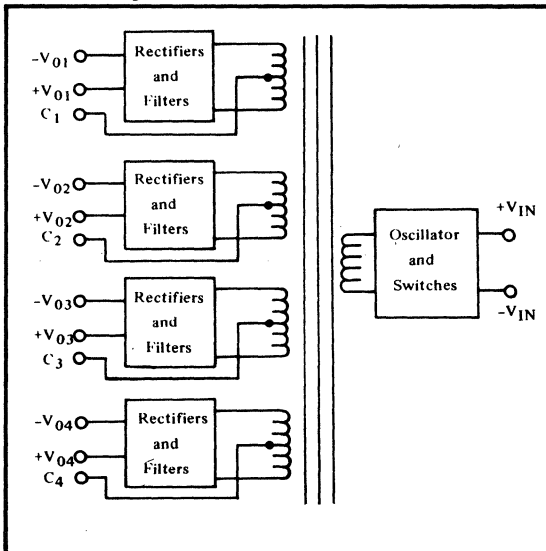 -V01
Rectifiers
+V01
and
Filters
C1
-V02
Rectifiers
and
+V02
Filters
C2
+VIN
Oscillator
and
Switches
-VIN
-V03
Rectifiers
and
+V03
Filters
C3
-V04
Rectifiers
and
+V04
Filters
C4